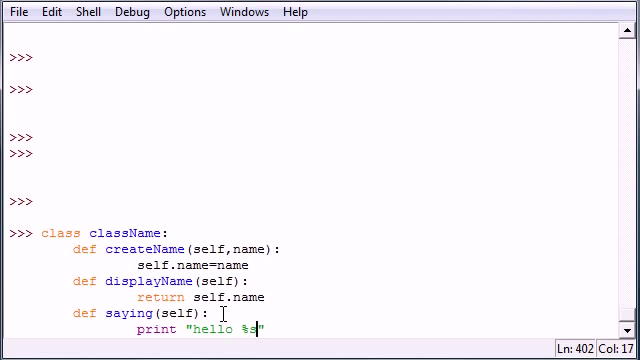 File Edit Shell Debug Options Windows Help
>>>
>>>
>>>
>>>
>>>
>>> class className:
def createName(self,name):
self.name=name
def displayName(self):
return self.name
def saying(self):
print "hello %s"
Ln: 402 Col: 17